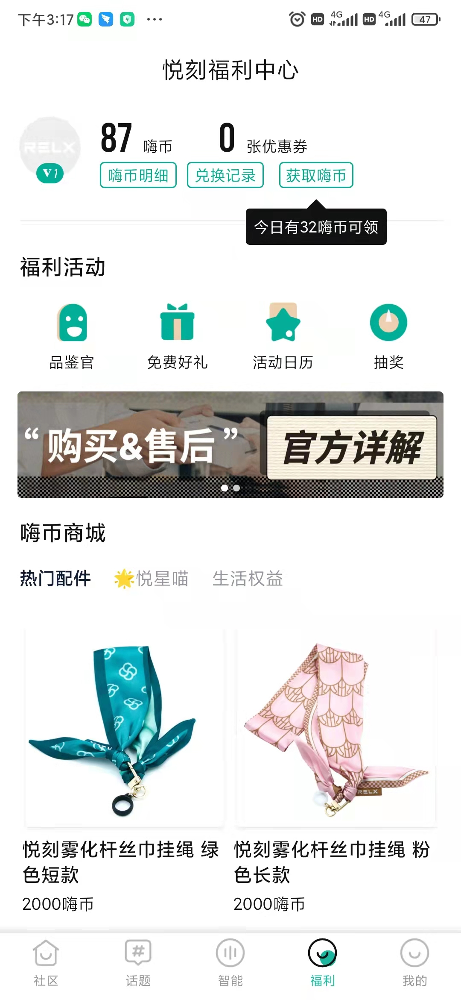 下午3:17
HD 4G HD 4G 47
悦刻福利中心
RELX
V1
87 嗨币 0 张优惠券
嗨币明细 兑换记录 获取嗨币
今日有32嗨币可领
福利活动
品鉴官 免费好礼 活动日历 抽奖
“购买&售后” 官方详解
嗨币商城
热门配件 悦星喵 生活权益
RELX
悦刻雾化杆丝巾挂绳 绿
色短款
2000嗨币
悦刻雾化杆丝巾挂绳 粉
色长款
2000嗨币
#
社区 话题 智能 福利 我的